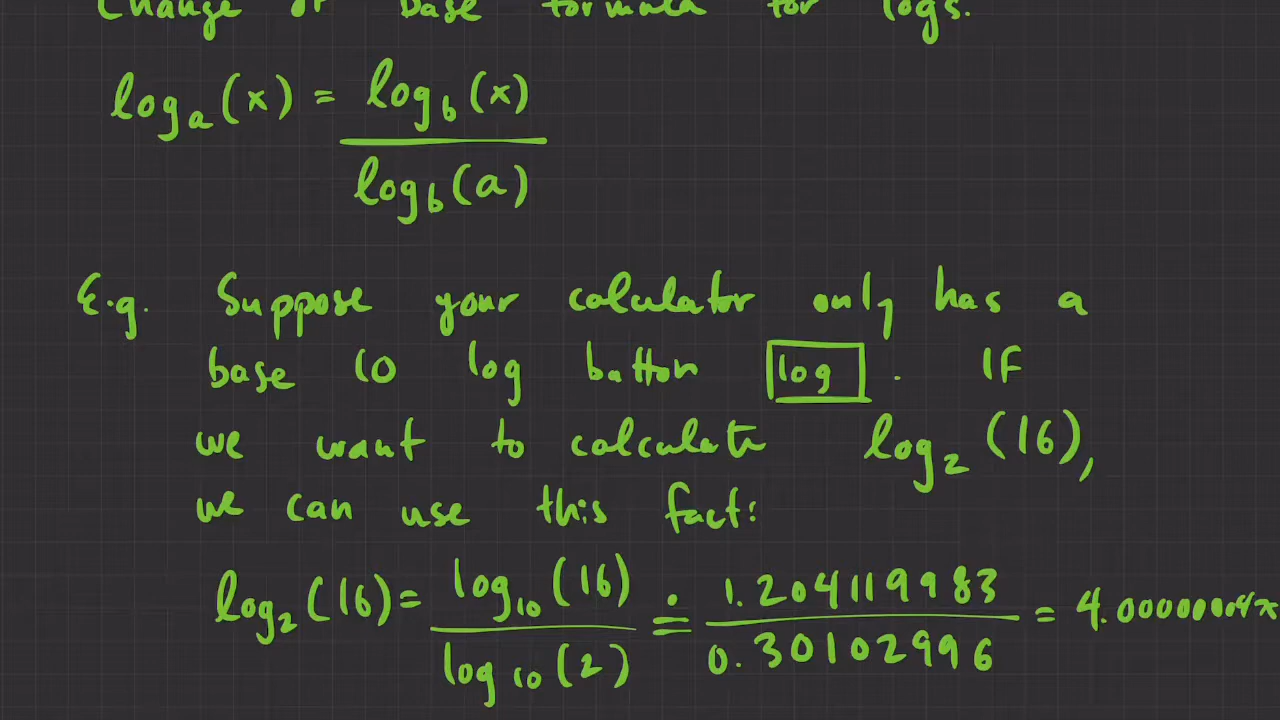 Change of Base formula for logs.
logₐ(x) = log_b(x) / log_b(a)
E.g. Suppose your calculator only has a
base 10 log button log . If
we want to calculate log₂(16),
we can use this fact:
log₂(16) = log₁₀(16) / log₁₀(2) ≐ 1.204119983 / 0.30102996 = 4.00000004